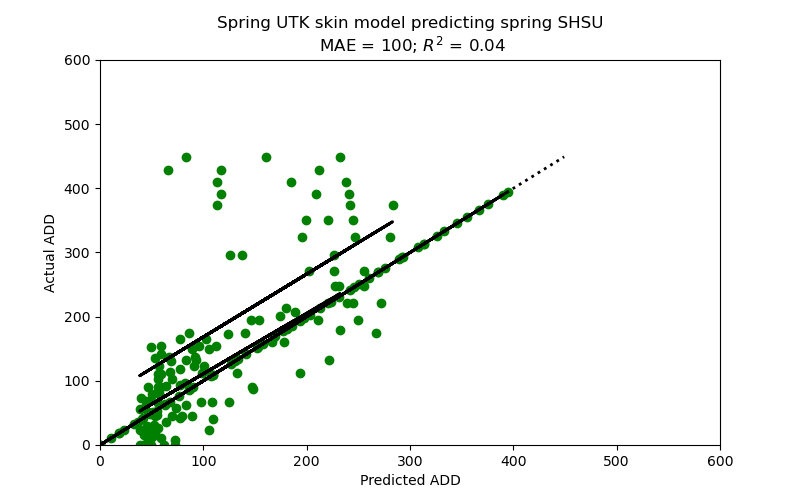 Spring UTK skin model predicting spring SHSU
MAE = 100; R² = 0.04
600
500
400
300
200
100
0
Actual ADD
0 100 200 300 400 500 600
Predicted ADD